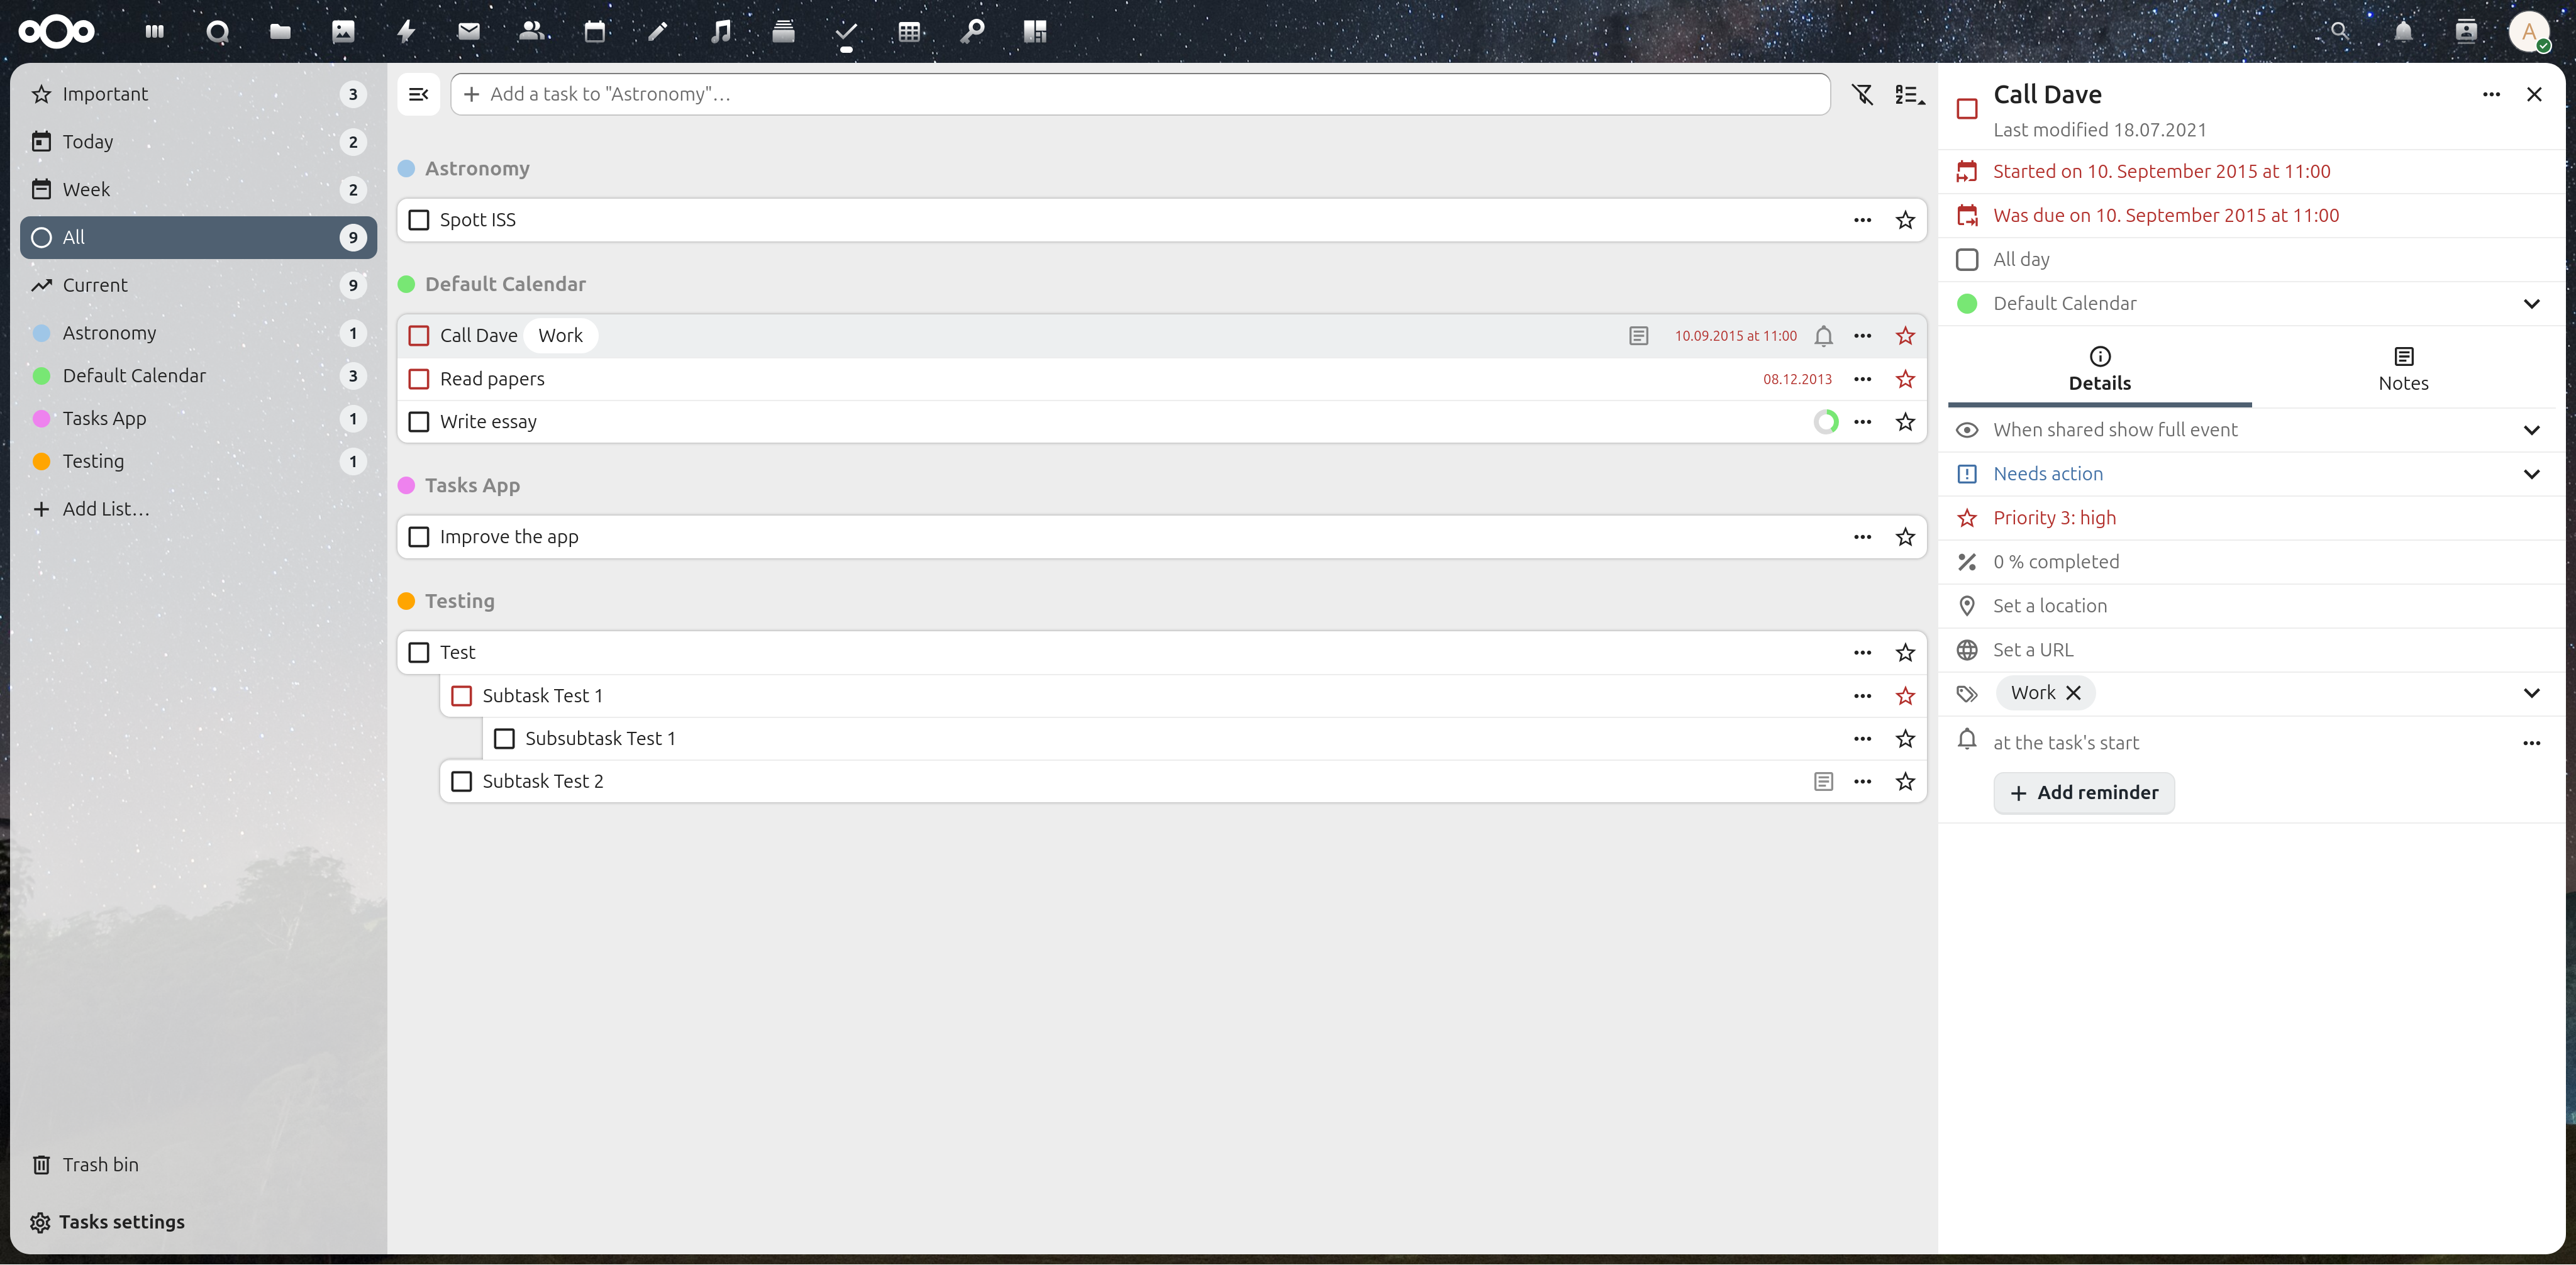 A
Important 3
Today 2
Week 2
All 9
Current 9
Astronomy 1
Default Calendar 3
Tasks App 1
Testing 1
Add List…
Trash bin
Tasks settings
Add a task to "Astronomy"…
Astronomy
Spott ISS
Default Calendar
Call Dave Work 10.09.2015 at 11:00
Read papers 08.12.2013
Write essay
Tasks App
Improve the app
Testing
Test
Subtask Test 1
Subsubtask Test 1
Subtask Test 2
Call Dave
Last modified 18.07.2021
Started on 10. September 2015 at 11:00
Was due on 10. September 2015 at 11:00
All day
Default Calendar
Details Notes
When shared show full event
Needs action
Priority 3: high
0 % completed
Set a location
Set a URL
Work
at the task's start
Add reminder